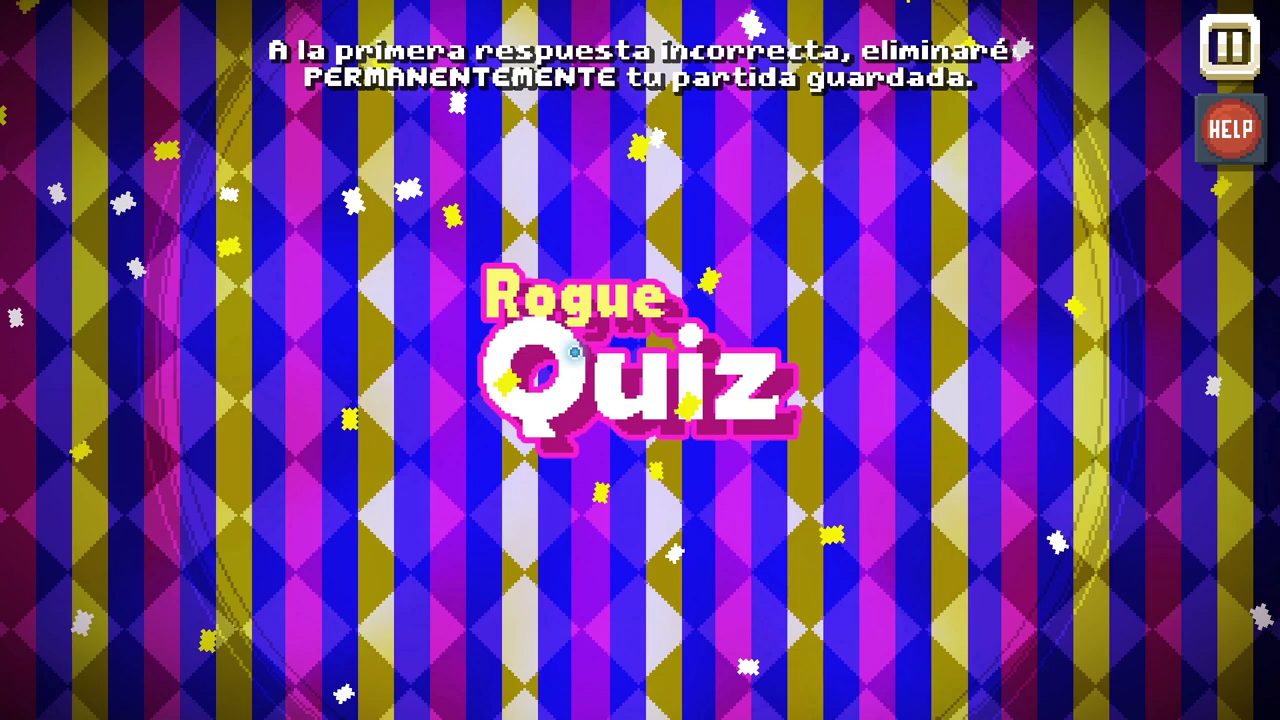 A la primera respuesta incorrecta, eliminaré
PERMANENTEMENTE tu partida guardada.
HELP
Rogue
Quiz